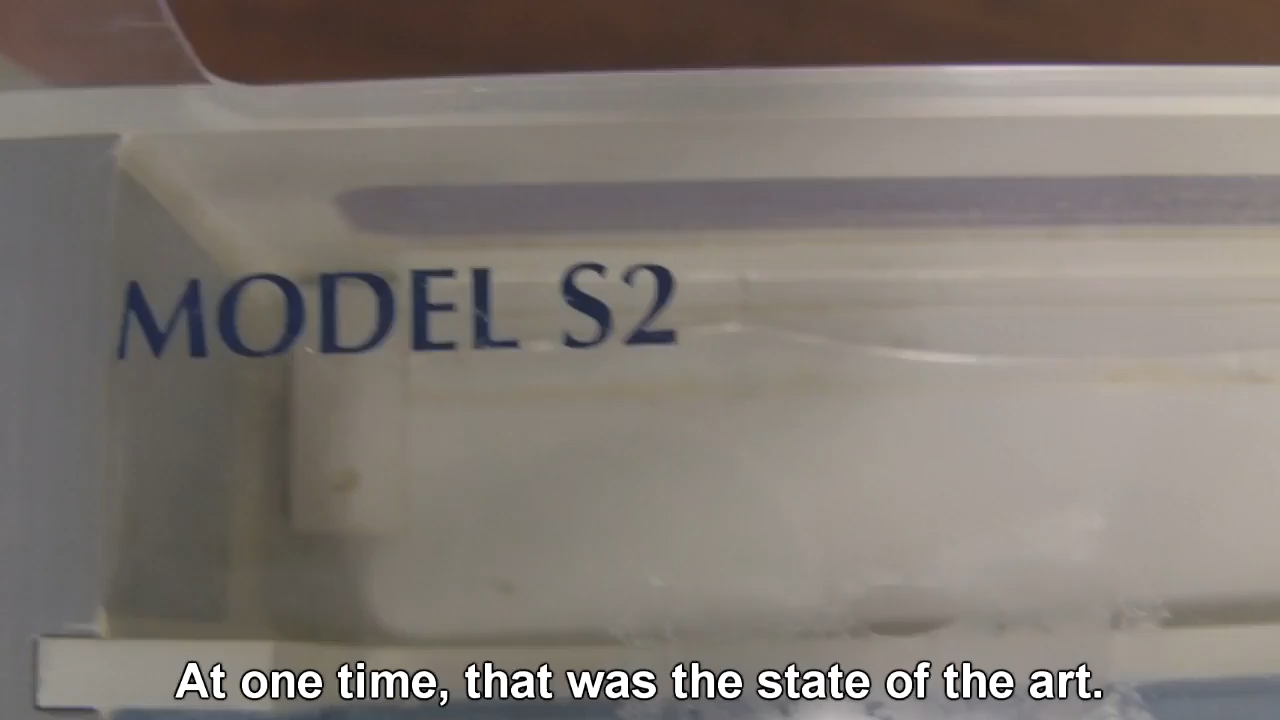 MODEL S2
At one time, that was the state of the art.